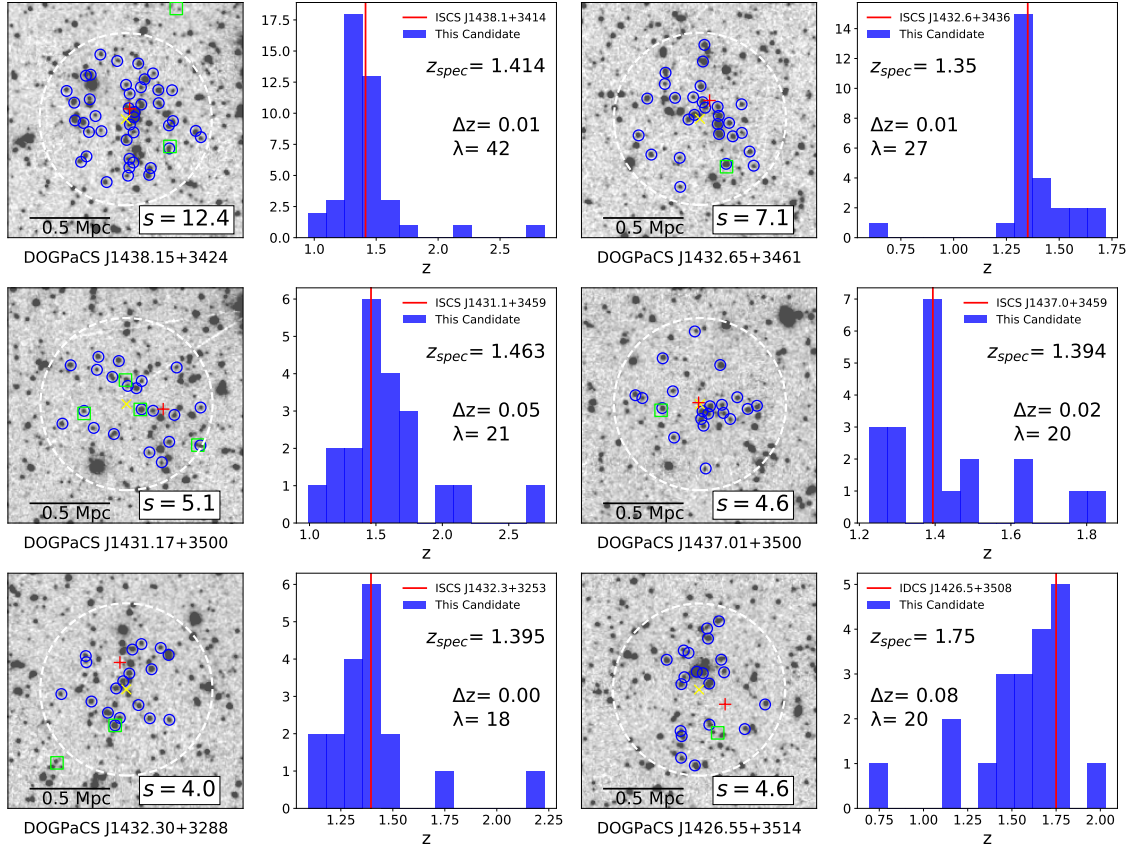 0.5 Mpc
s = 12.4
DOGPaCS J1438.15+3424
17.5
15.0
12.5
10.0
7.5
5.0
2.5
0.0
ISCS J1438.1+3414
This Candidate
z_spec = 1.414
Δz= 0.01
λ= 42
1.0 1.5 2.0 2.5
z
0.5 Mpc
s = 7.1
DOGPaCS J1432.65+3461
14
12
10
8
6
4
2
0
ISCS J1432.6+3436
This Candidate
z_spec = 1.35
Δz= 0.01
λ= 27
0.75 1.00 1.25 1.50 1.75
z
0.5 Mpc
s = 5.1
DOGPaCS J1431.17+3500
6
5
4
3
2
1
0
ISCS J1431.1+3459
This Candidate
z_spec = 1.463
Δz= 0.05
λ= 21
1.0 1.5 2.0 2.5
z
0.5 Mpc
s = 4.6
DOGPaCS J1437.01+3500
7
6
5
4
3
2
1
0
ISCS J1437.0+3459
This Candidate
z_spec = 1.394
Δz= 0.02
λ= 20
1.2 1.4 1.6 1.8
z
0.5 Mpc
s = 4.0
DOGPaCS J1432.30+3288
6
5
4
3
2
1
0
ISCS J1432.3+3253
This Candidate
z_spec = 1.395
Δz= 0.00
λ= 18
1.25 1.50 1.75 2.00 2.25
z
0.5 Mpc
s = 4.6
DOGPaCS J1426.55+3514
5
4
3
2
1
0
IDCS J1426.5+3508
This Candidate
z_spec = 1.75
Δz= 0.08
λ= 20
0.75 1.00 1.25 1.50 1.75 2.00
z